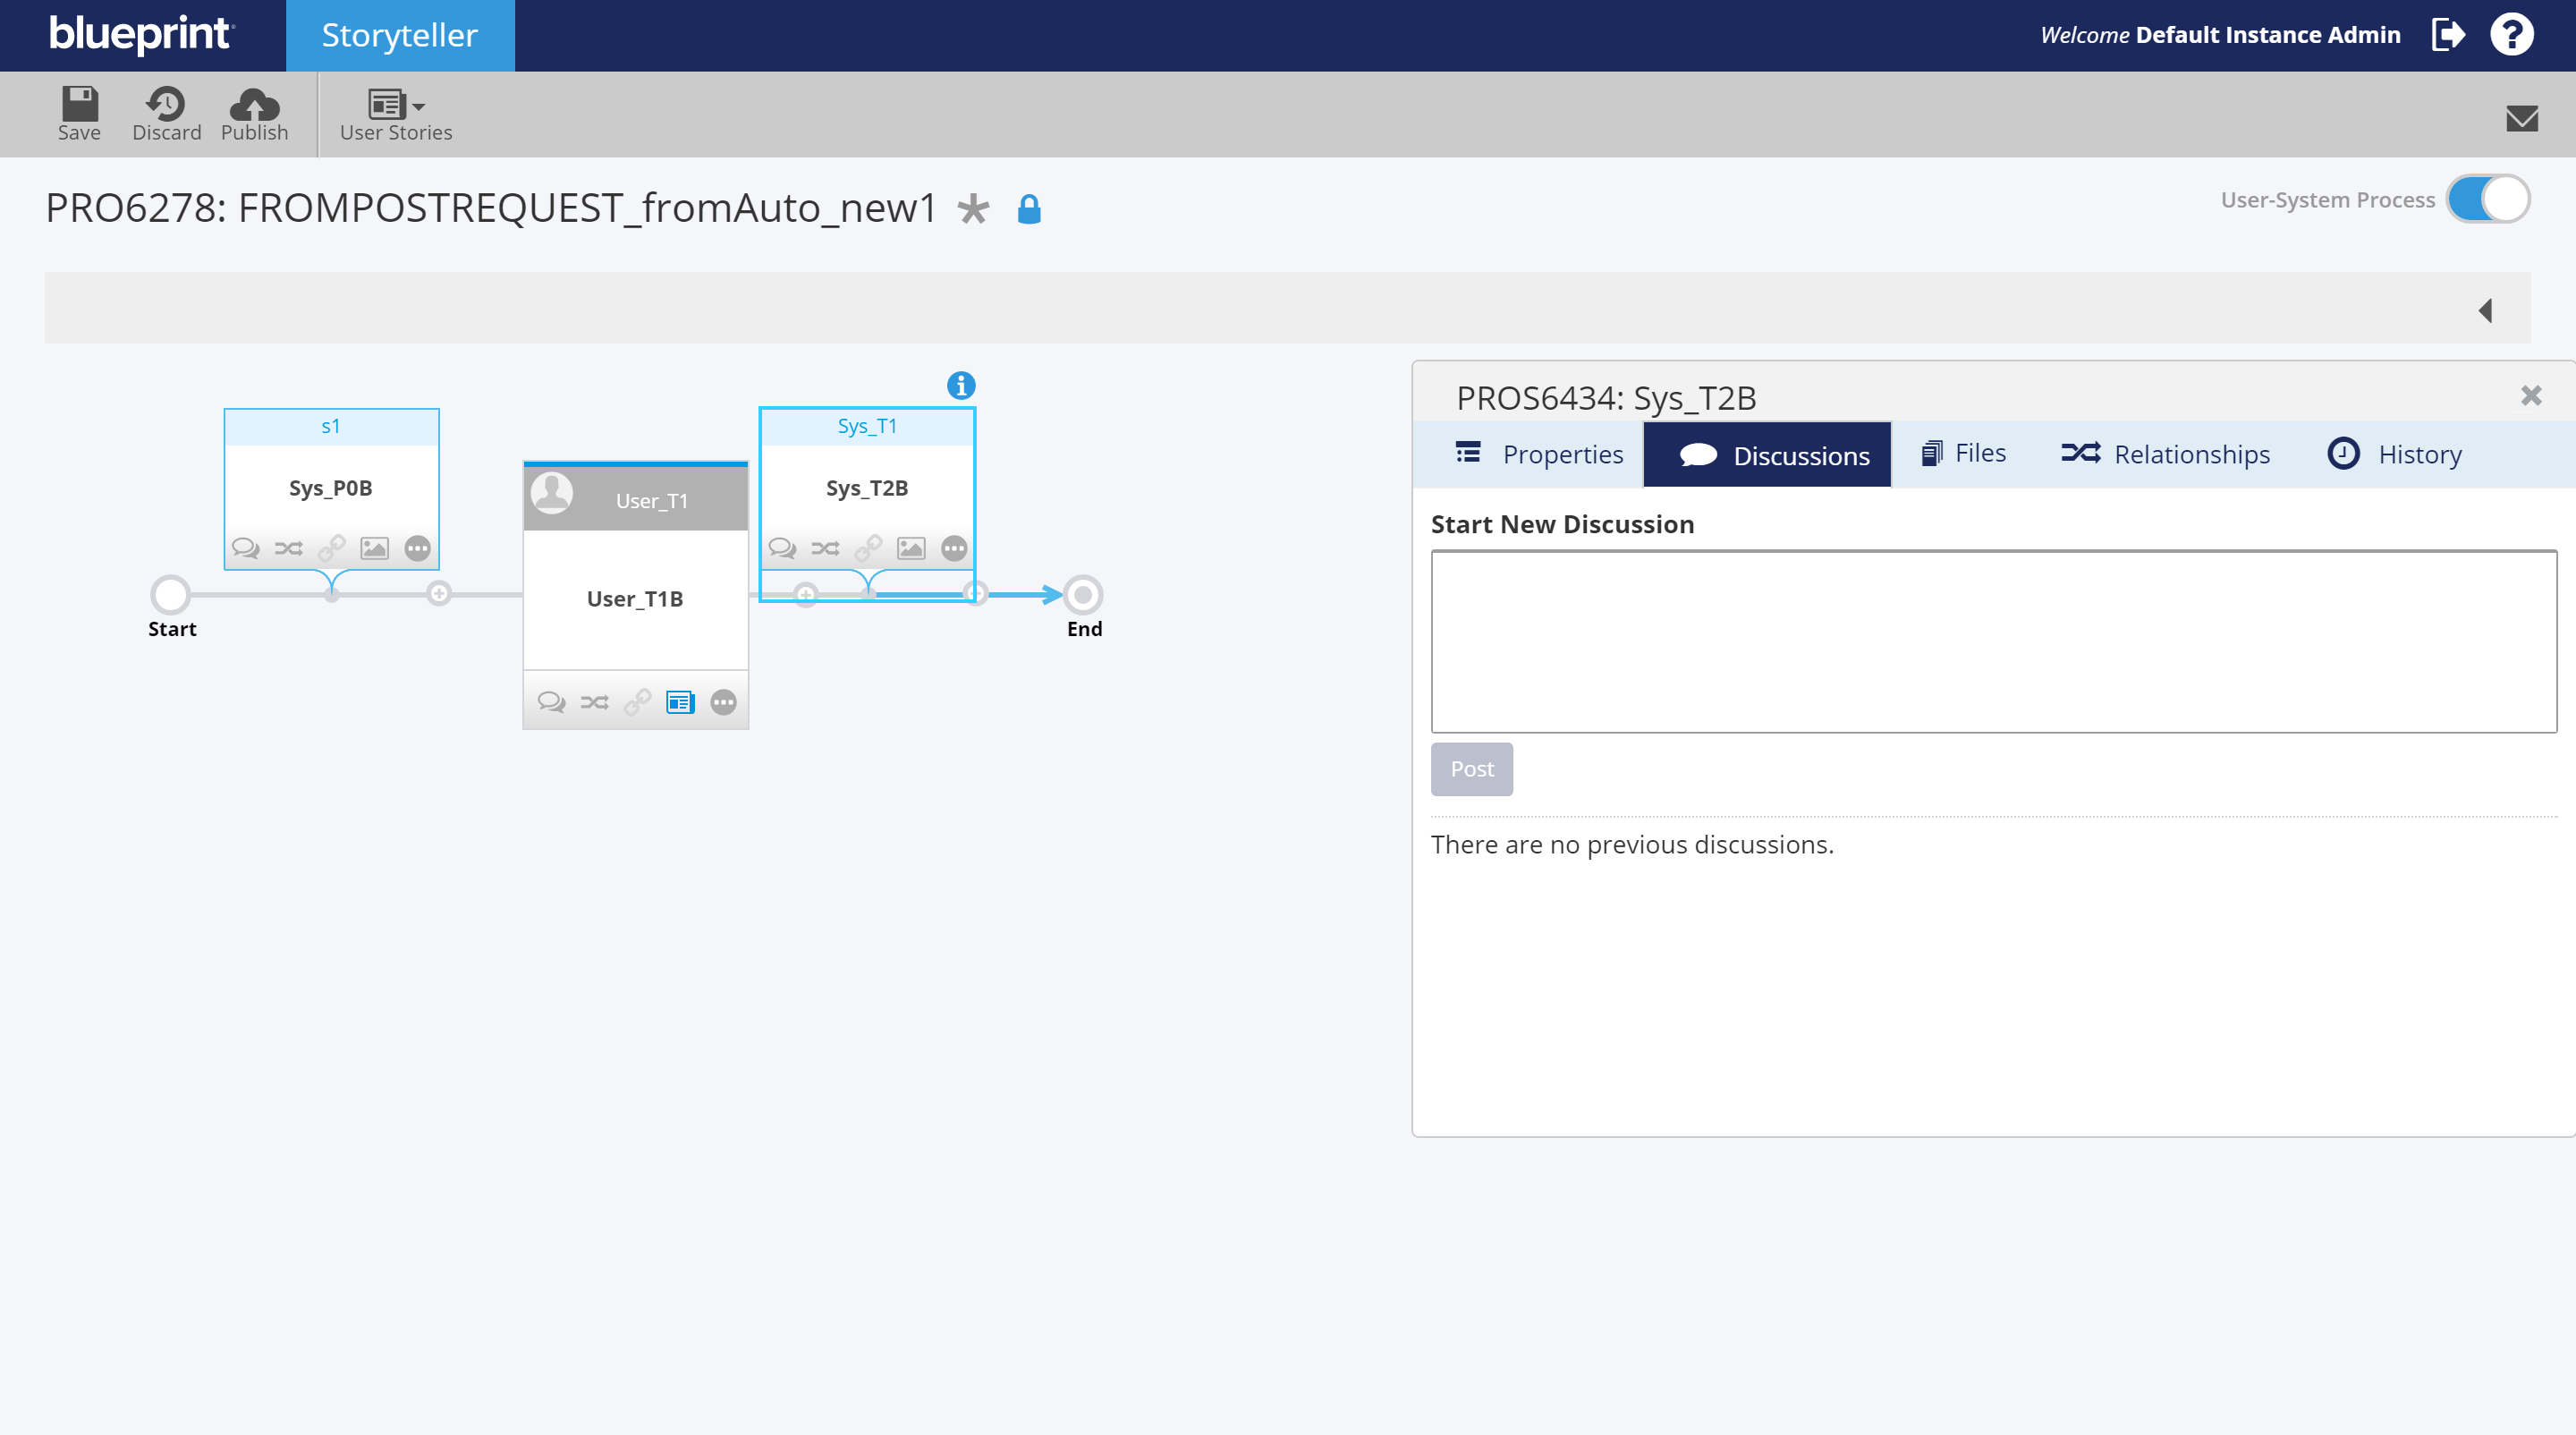 blueprint
Storyteller
Welcome Default Instance Admin
Save
Discard
Publish
User Stories
PRO6278: FROMPOSTREQUEST_fromAuto_new1
User-System Process
s1
Sys_P0B
User_T1
User_T1B
Sys_T1
Sys_T2B
Start
End
PROS6434: Sys_T2B
Properties
Discussions
Files
Relationships
History
Start New Discussion
Post
There are no previous discussions.